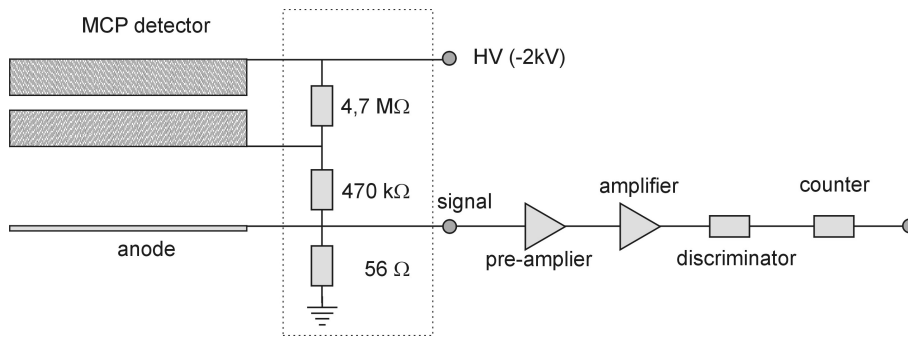 MCP detector
HV (-2kV)
4,7 MΩ
470 kΩ
signal
amplifier
counter
anode
pre-amplier
discriminator
56 Ω